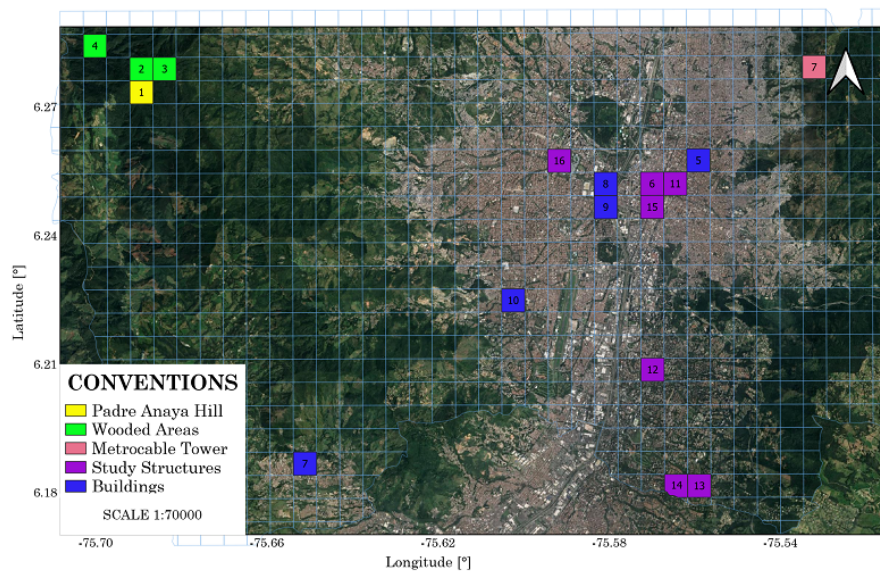 4
2 3
7
1
6.27
16
5
8
6 11
9
15
6.24
Latitude [°]
10
6.21
12
CONVENTIONS
Padre Anaya Hill
Wooded Areas
Metrocable Tower
Study Structures
Buildings
SCALE 1:70000
7
14 13
6.18
-75.70 -75.66 -75.62 -75.58 -75.54
Longitude [°]